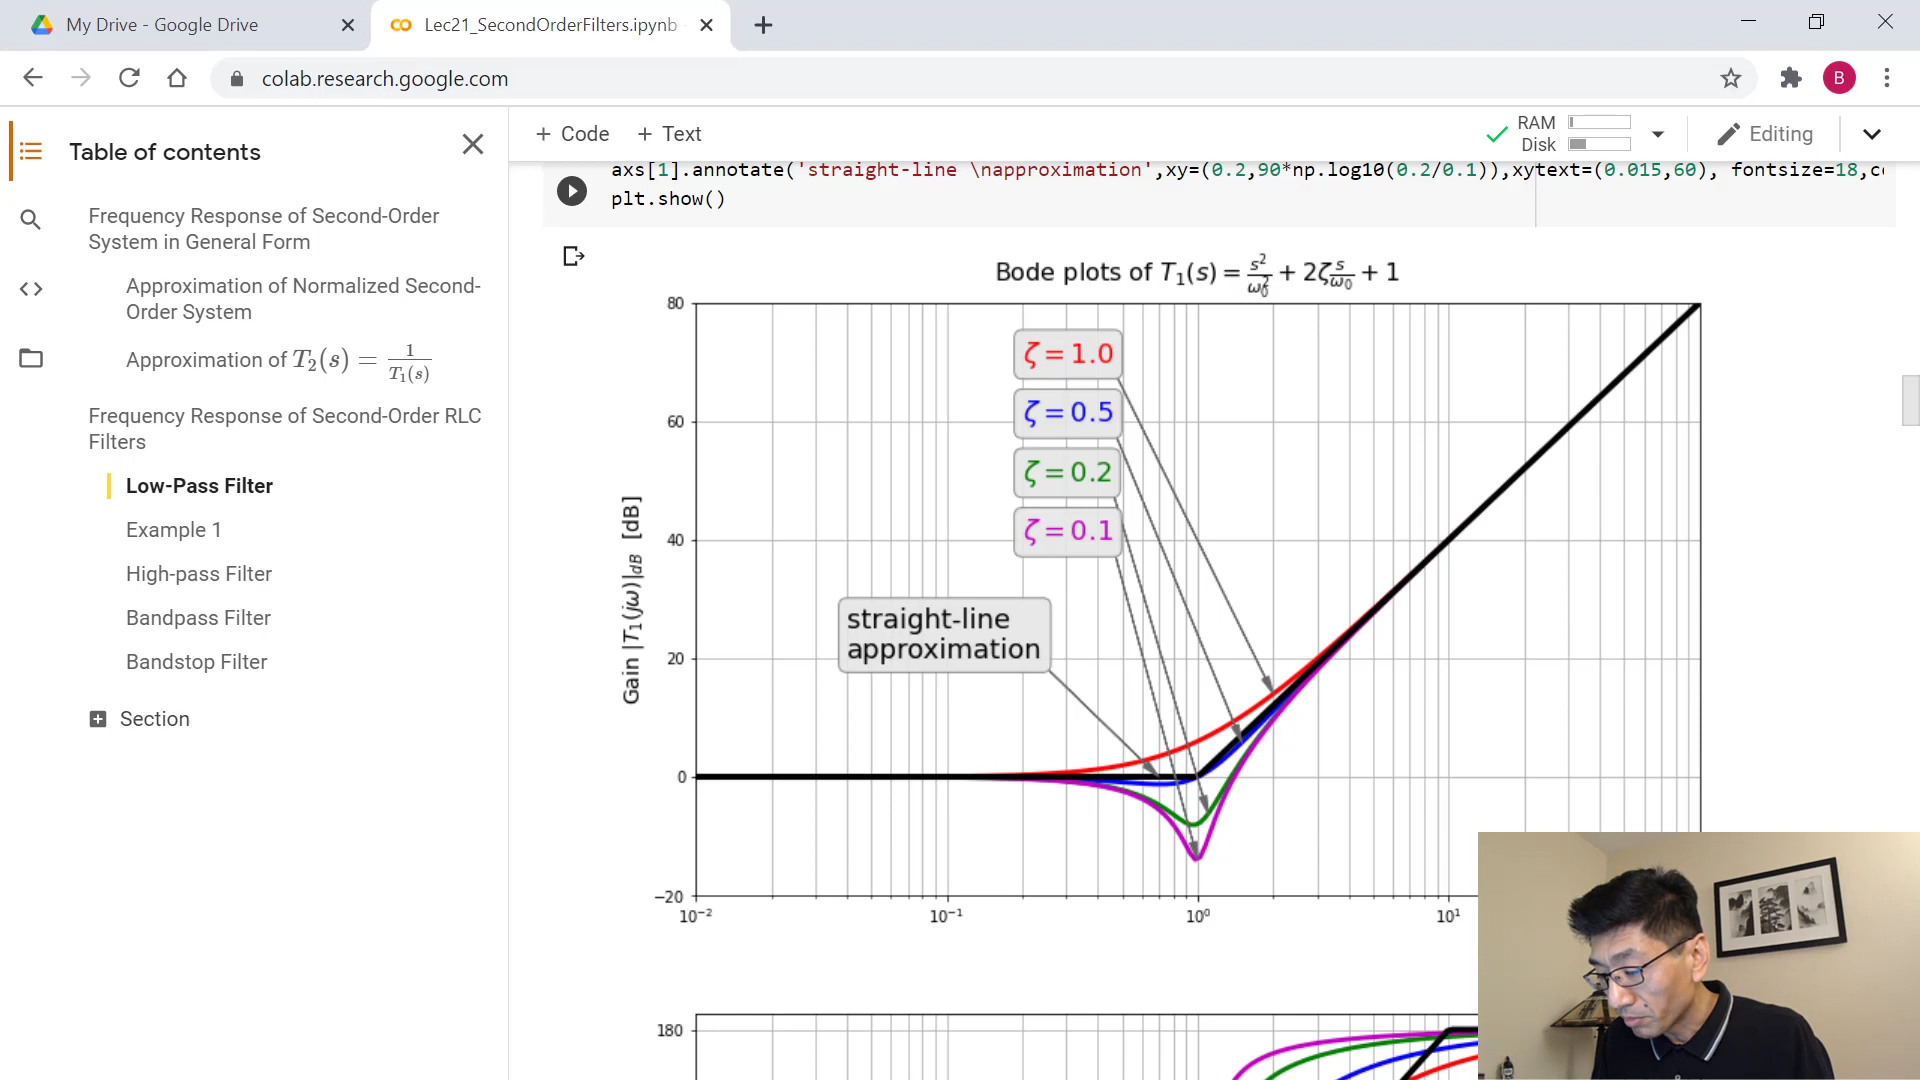 My Drive - Google Drive
Lec21_SecondOrderFilters.ipynb
colab.research.google.com
B
Table of contents
+ Code + Text
RAM
Disk
Editing
Frequency Response of Second-Order
System in General Form
Approximation of Normalized Second-
Order System
Approximation of T₂(s) = 1/T₁(s)
Frequency Response of Second-Order RLC
Filters
Low-Pass Filter
Example 1
High-pass Filter
Bandpass Filter
Bandstop Filter
Section
axs[1].annotate('straight-line \napproximation',xy=(0.2,90*np.log10(0.2/0.1)),xytext=(0.015,60), fontsize=18,c
plt.show()
Bode plots of T₁(s) = s²/ω₀² + 2ζ s/ω₀ + 1
80
60
40
20
0
−20
Gain |T₁(jω)|dB [dB]
ζ = 1.0
ζ = 0.5
ζ = 0.2
ζ = 0.1
straight-line
approximation
10⁻² 10⁻¹ 10⁰ 10¹
180